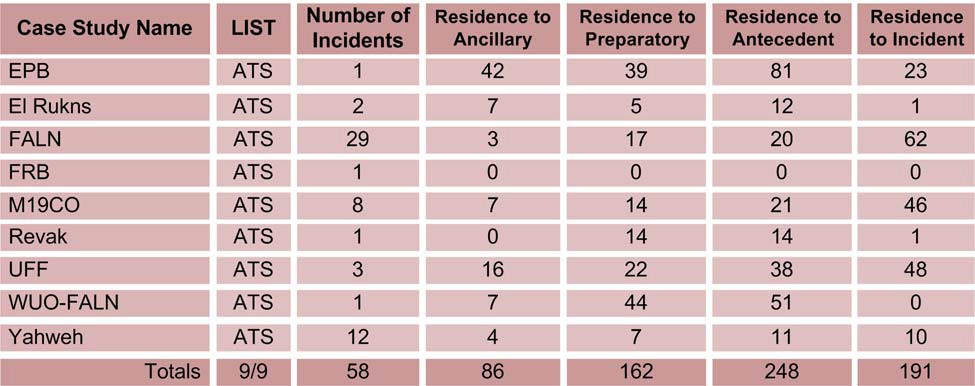 Case Study Name LIST Number of Incidents Residence to Ancillary Residence to Preparatory Residence to Antecedent Residence to Incident
EPB ATS 1 42 39 81 23
El Rukns ATS 2 7 5 12 1
FALN ATS 29 3 17 20 62
FRB ATS 1 0 0 0 0
M19CO ATS 8 7 14 21 46
Revak ATS 1 0 14 14 1
UFF ATS 3 16 22 38 48
WUO-FALN ATS 1 7 44 51 0
Yahweh ATS 12 4 7 11 10
Totals 9/9 58 86 162 248 191